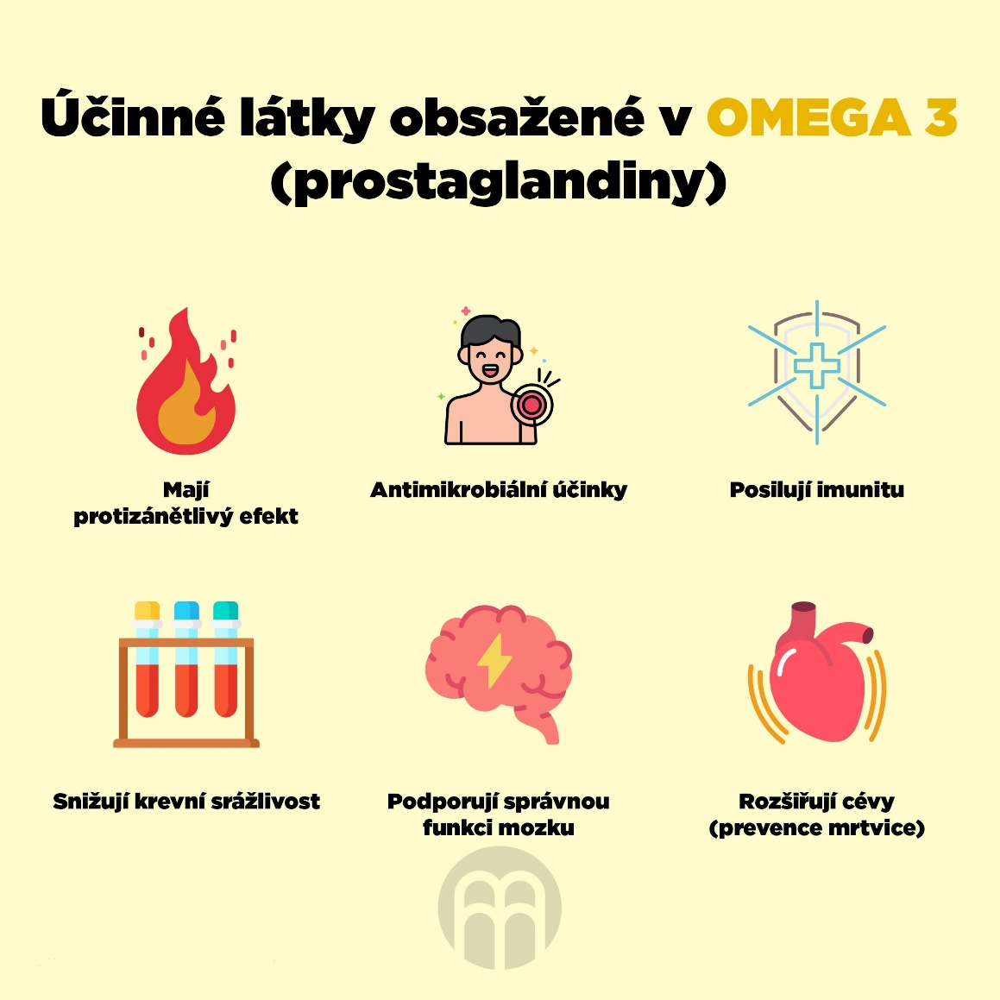 Účinné látky obsažené v OMEGA 3
(prostaglandiny)
Mají
protizánětlivý efekt
Antimikrobiální účinky
Posilují imunitu
Snižují krevní srážlivost
Podporují správnou
funkci mozku
Rozšiřují cévy
(prevence mrtvice)